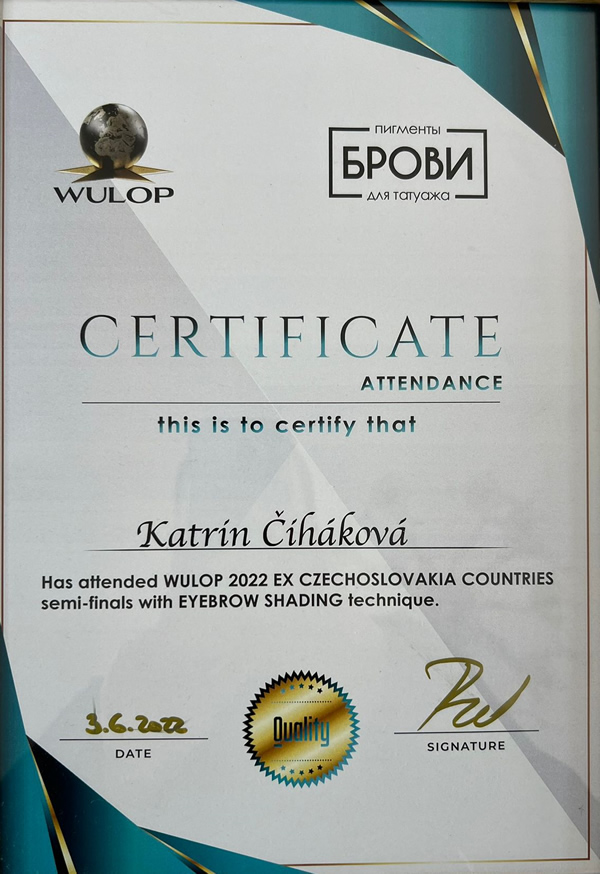 WULOP
пигменты
БРОВИ
для татуажа
CERTIFICATE
ATTENDANCE
this is to certify that
Katrin Čiháková
Has attended WULOP 2022 EX CZECHOSLOVAKIA COUNTRIES
semi-finals with EYEBROW SHADING technique.
3.6.2022
Quality
DATE
SIGNATURE